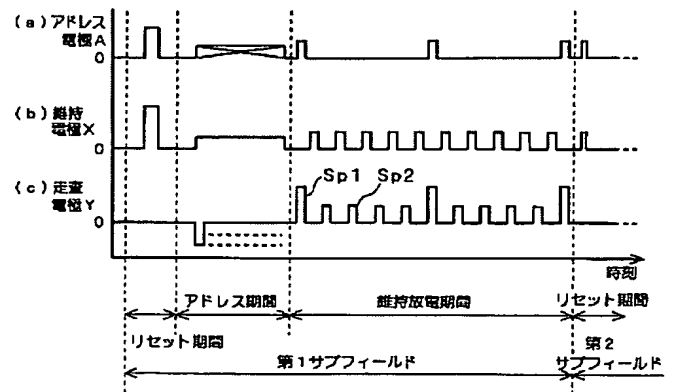 (a)アドレス
電極A
0
(b)維持
電極X
0
(c)走査
電極Y
0
Sp1
Sp2
時刻
アドレス期間
維持放電期間
リセット期間
リセット期間
第1サブフィールド
第2
サブフィールド